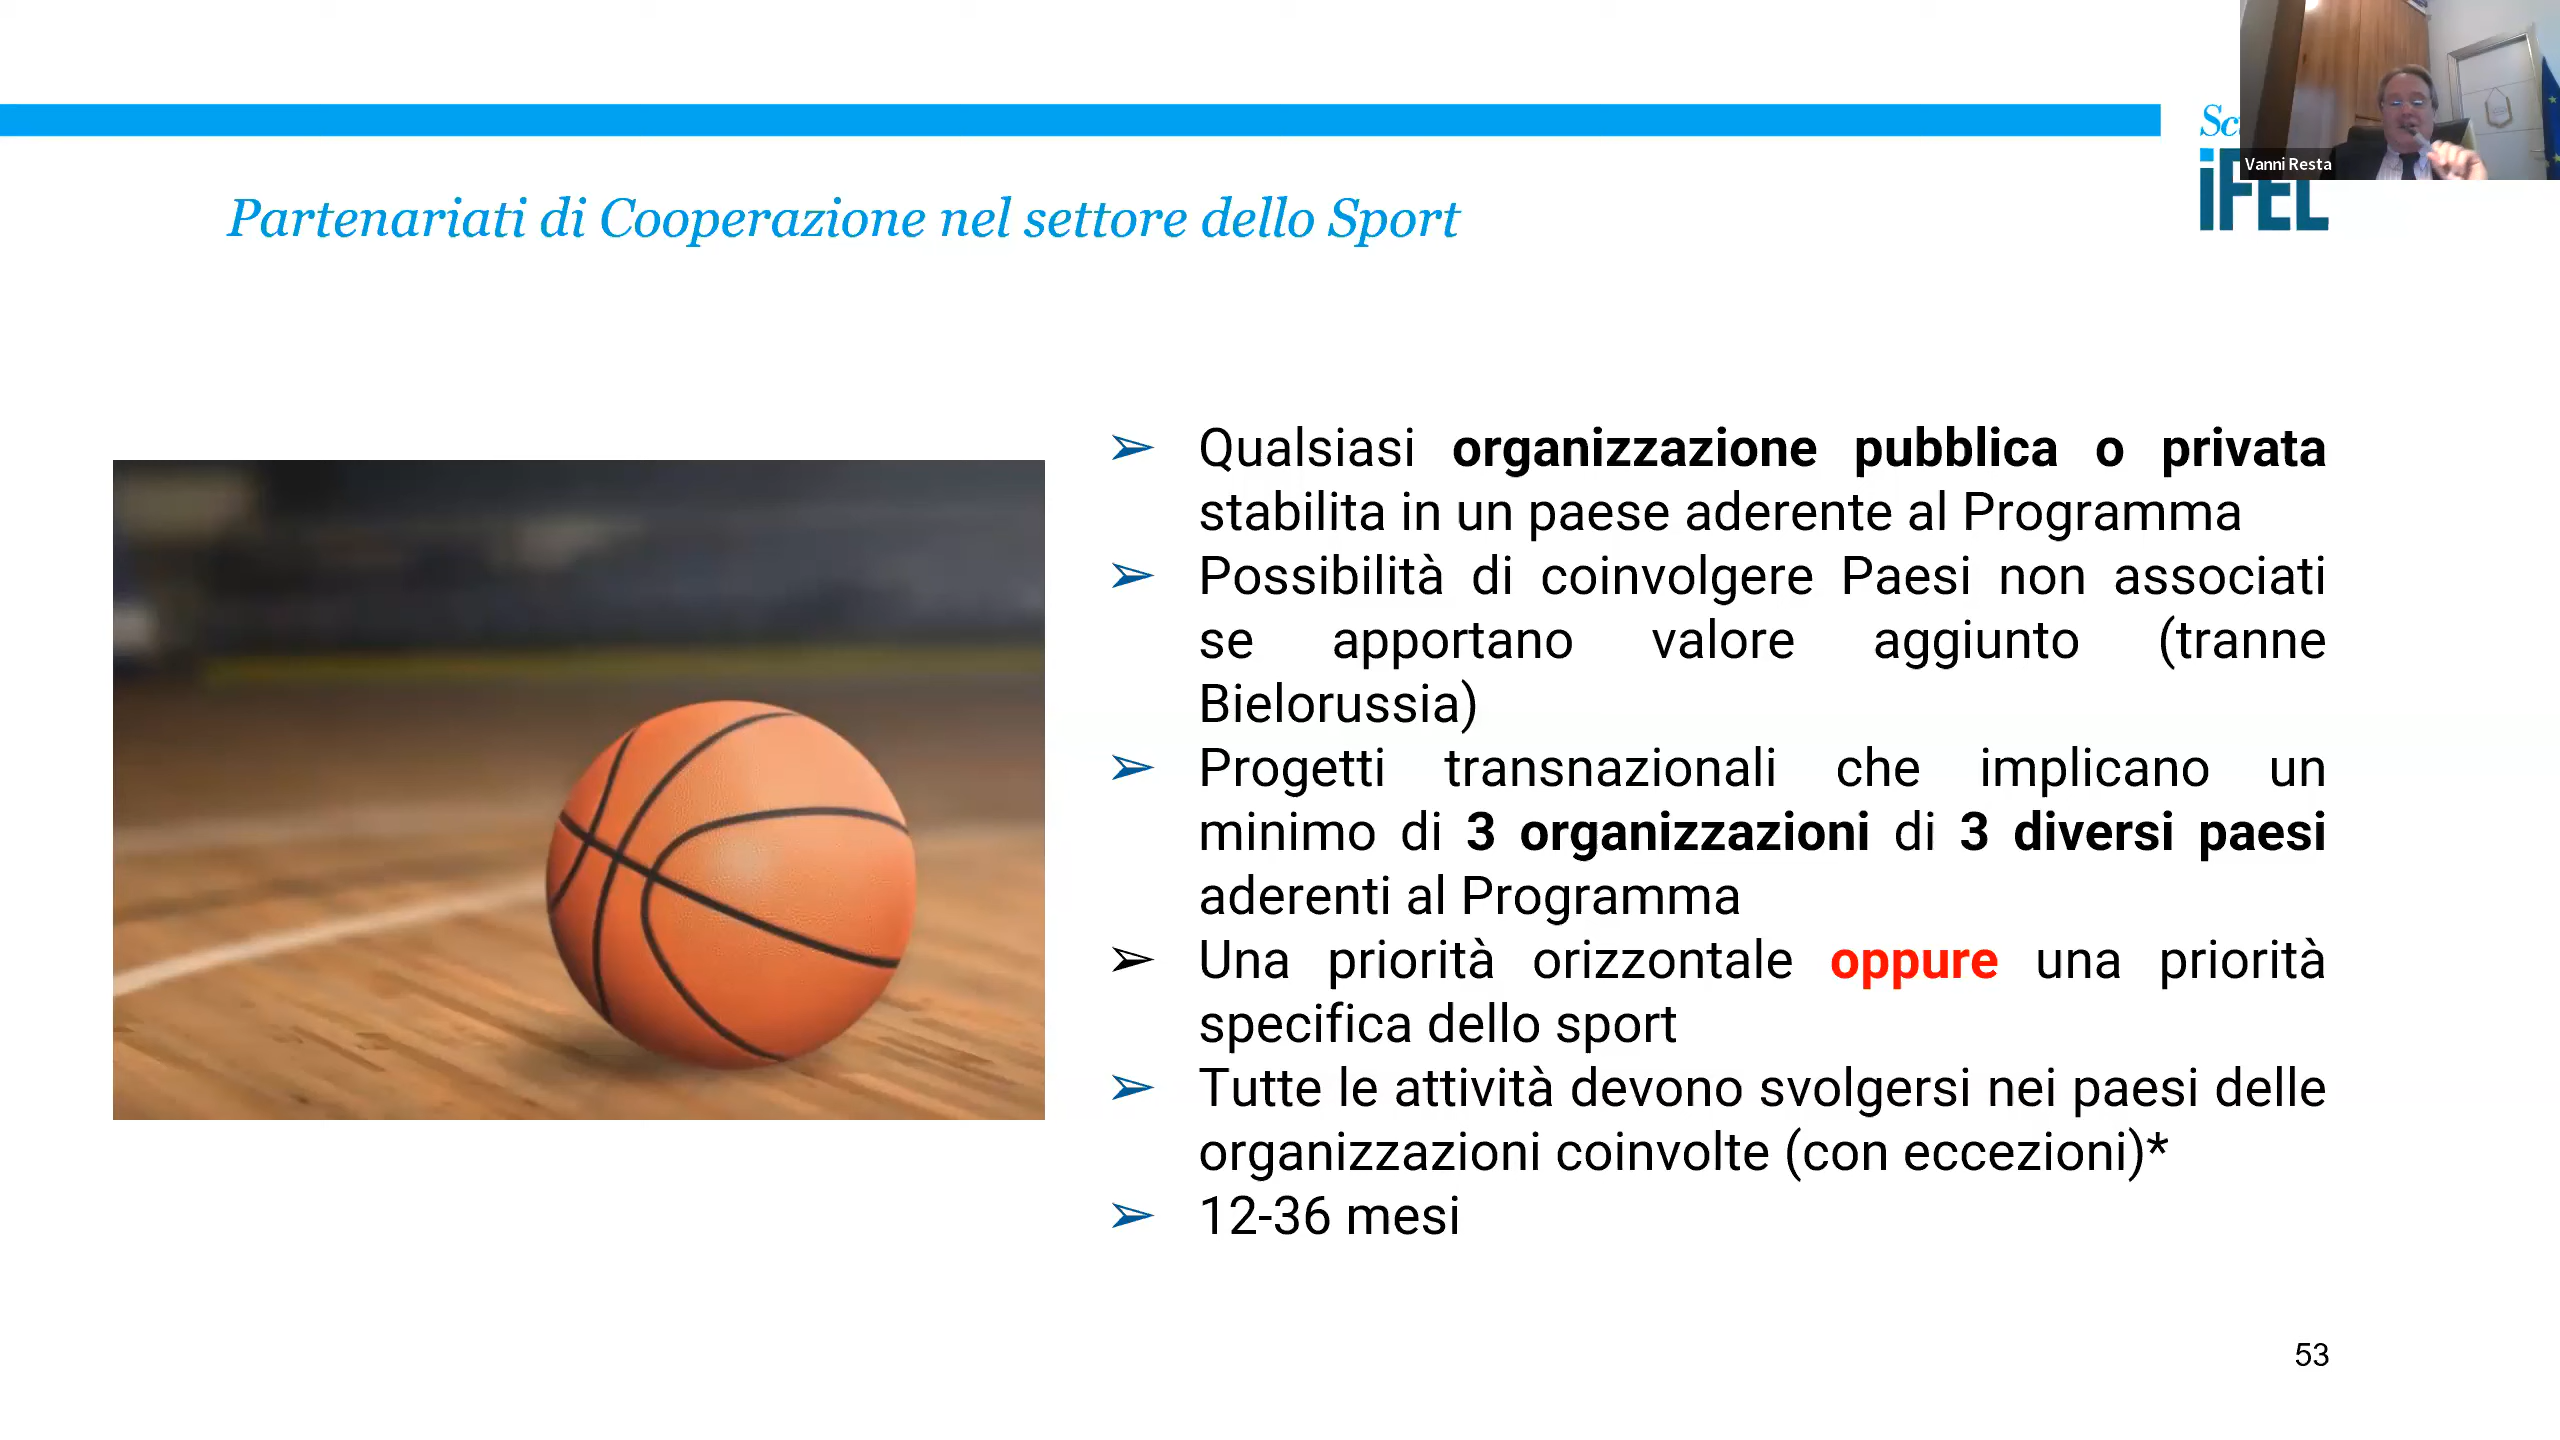 Vanni Resta
iFEL
Partenariati di Cooperazione nel settore dello Sport
➢ Qualsiasi organizzazione pubblica o privata
stabilita in un paese aderente al Programma
➢ Possibilità di coinvolgere Paesi non associati
se apportano valore aggiunto (tranne
Bielorussia)
➢ Progetti transnazionali che implicano un
minimo di 3 organizzazioni di 3 diversi paesi
aderenti al Programma
➢ Una priorità orizzontale oppure una priorità
specifica dello sport
➢ Tutte le attività devono svolgersi nei paesi delle
organizzazioni coinvolte (con eccezioni)*
➢ 12-36 mesi
53